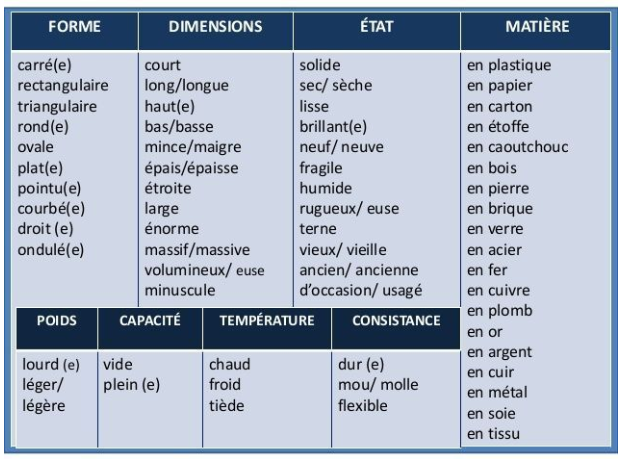 FORME
carré(e)
rectangulaire
triangulaire
rond(e)
ovale
plat(e)
pointu(e)
courbé(e)
droit (e)
ondulé(e)
DIMENSIONS
court
long/longue
haut(e)
bas/basse
mince/maigre
épais/épaisse
étroite
large
énorme
massif/massive
volumineux/ euse
minuscule
ÉTAT
solide
sec/ sèche
lisse
brillant(e)
neuf/ neuve
fragile
humide
rugueux/ euse
terne
vieux/ vieille
ancien/ ancienne
d'occasion/ usagé
MATIÈRE
en plastique
en papier
en carton
en étoffe
en caoutchouc
en bois
en pierre
en brique
en verre
en acier
en fer
en cuivre
en plomb
en or
en argent
en cuir
en métal
en soie
en tissu
POIDS
lourd (e)
léger/
légère
CAPACITÉ
vide
plein (e)
TEMPÉRATURE
chaud
froid
tiède
CONSISTANCE
dur (e)
mou/ molle
flexible